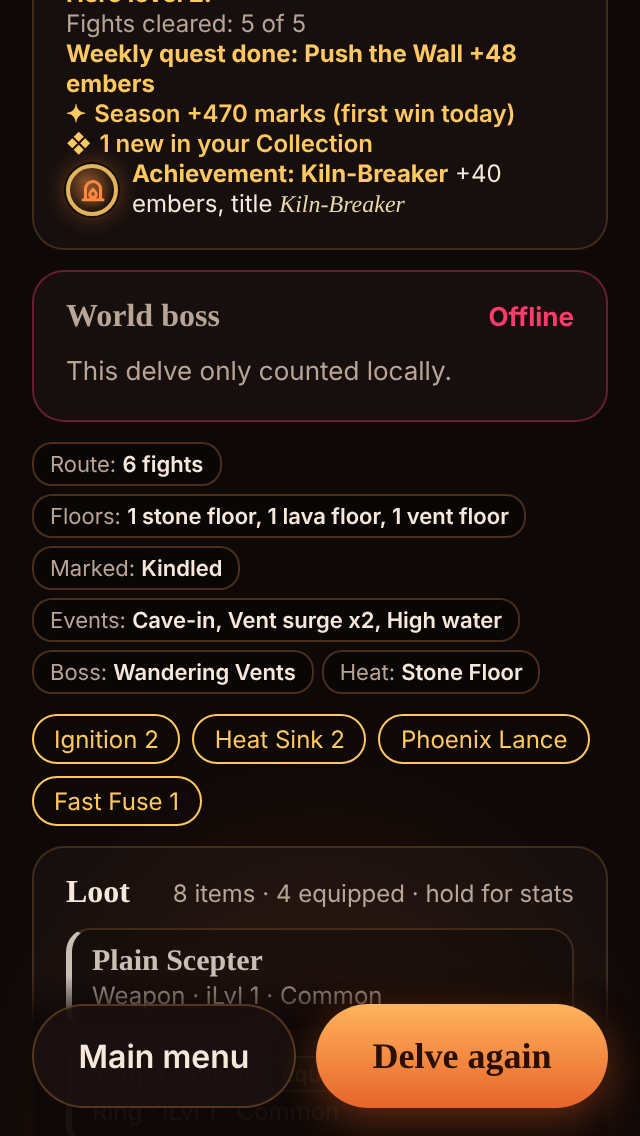 Fights cleared: 5 of 5
Weekly quest done: Push the Wall +48
embers
✦ Season +470 marks (first win today)
❖ 1 new in your Collection
Achievement: Kiln-Breaker +40
embers, title Kiln-Breaker
World boss
Offline
This delve only counted locally.
Route: 6 fights
Floors: 1 stone floor, 1 lava floor, 1 vent floor
Marked: Kindled
Events: Cave-in, Vent surge x2, High water
Boss: Wandering Vents
Heat: Stone Floor
Ignition 2
Heat Sink 2
Phoenix Lance
Fast Fuse 1
Loot
8 items · 4 equipped · hold for stats
Plain Scepter
Weapon · iLvl 1 · Common
Main menu
Delve again
Ring · iLvl 1 · Common